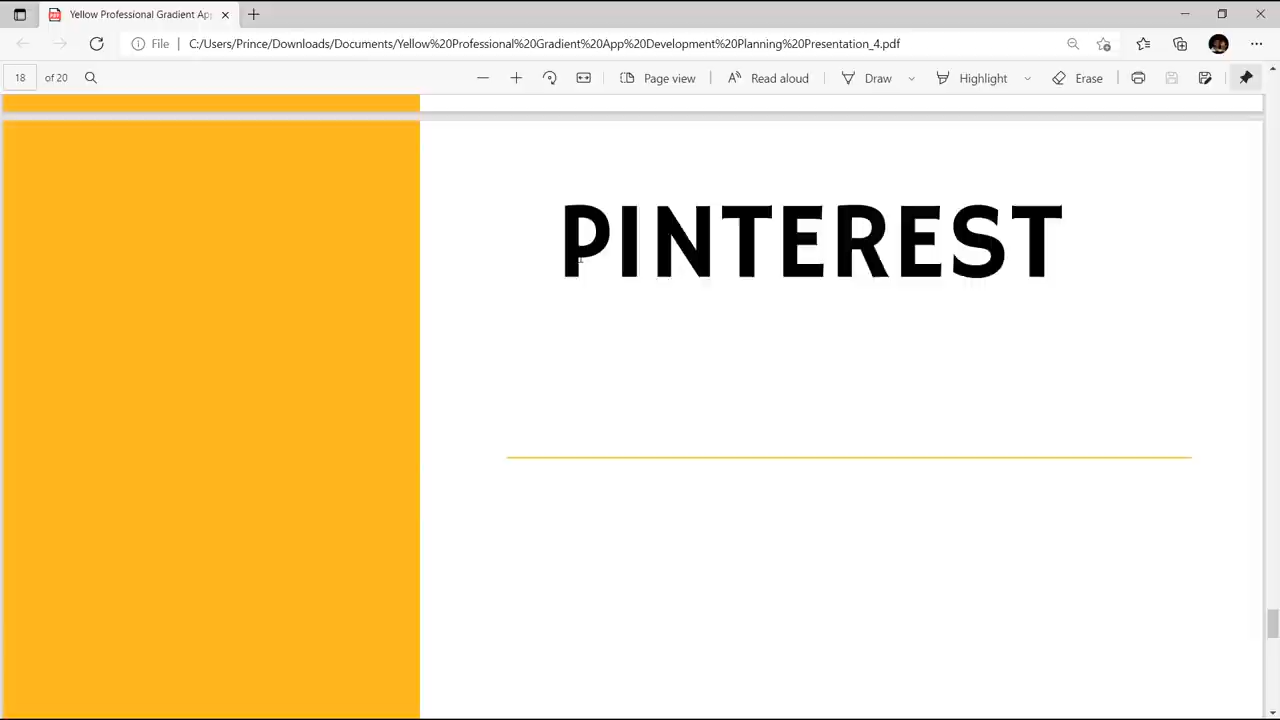 Yellow Professional Gradient Ap
File
C:/Users/Prince/Downloads/Documents/Yellow%20Professional%20Gradient%20App%20Development%20Planning%20Presentation_4.pdf
18 of 20
Page view
Read aloud
Draw
Highlight
Erase
PINTEREST